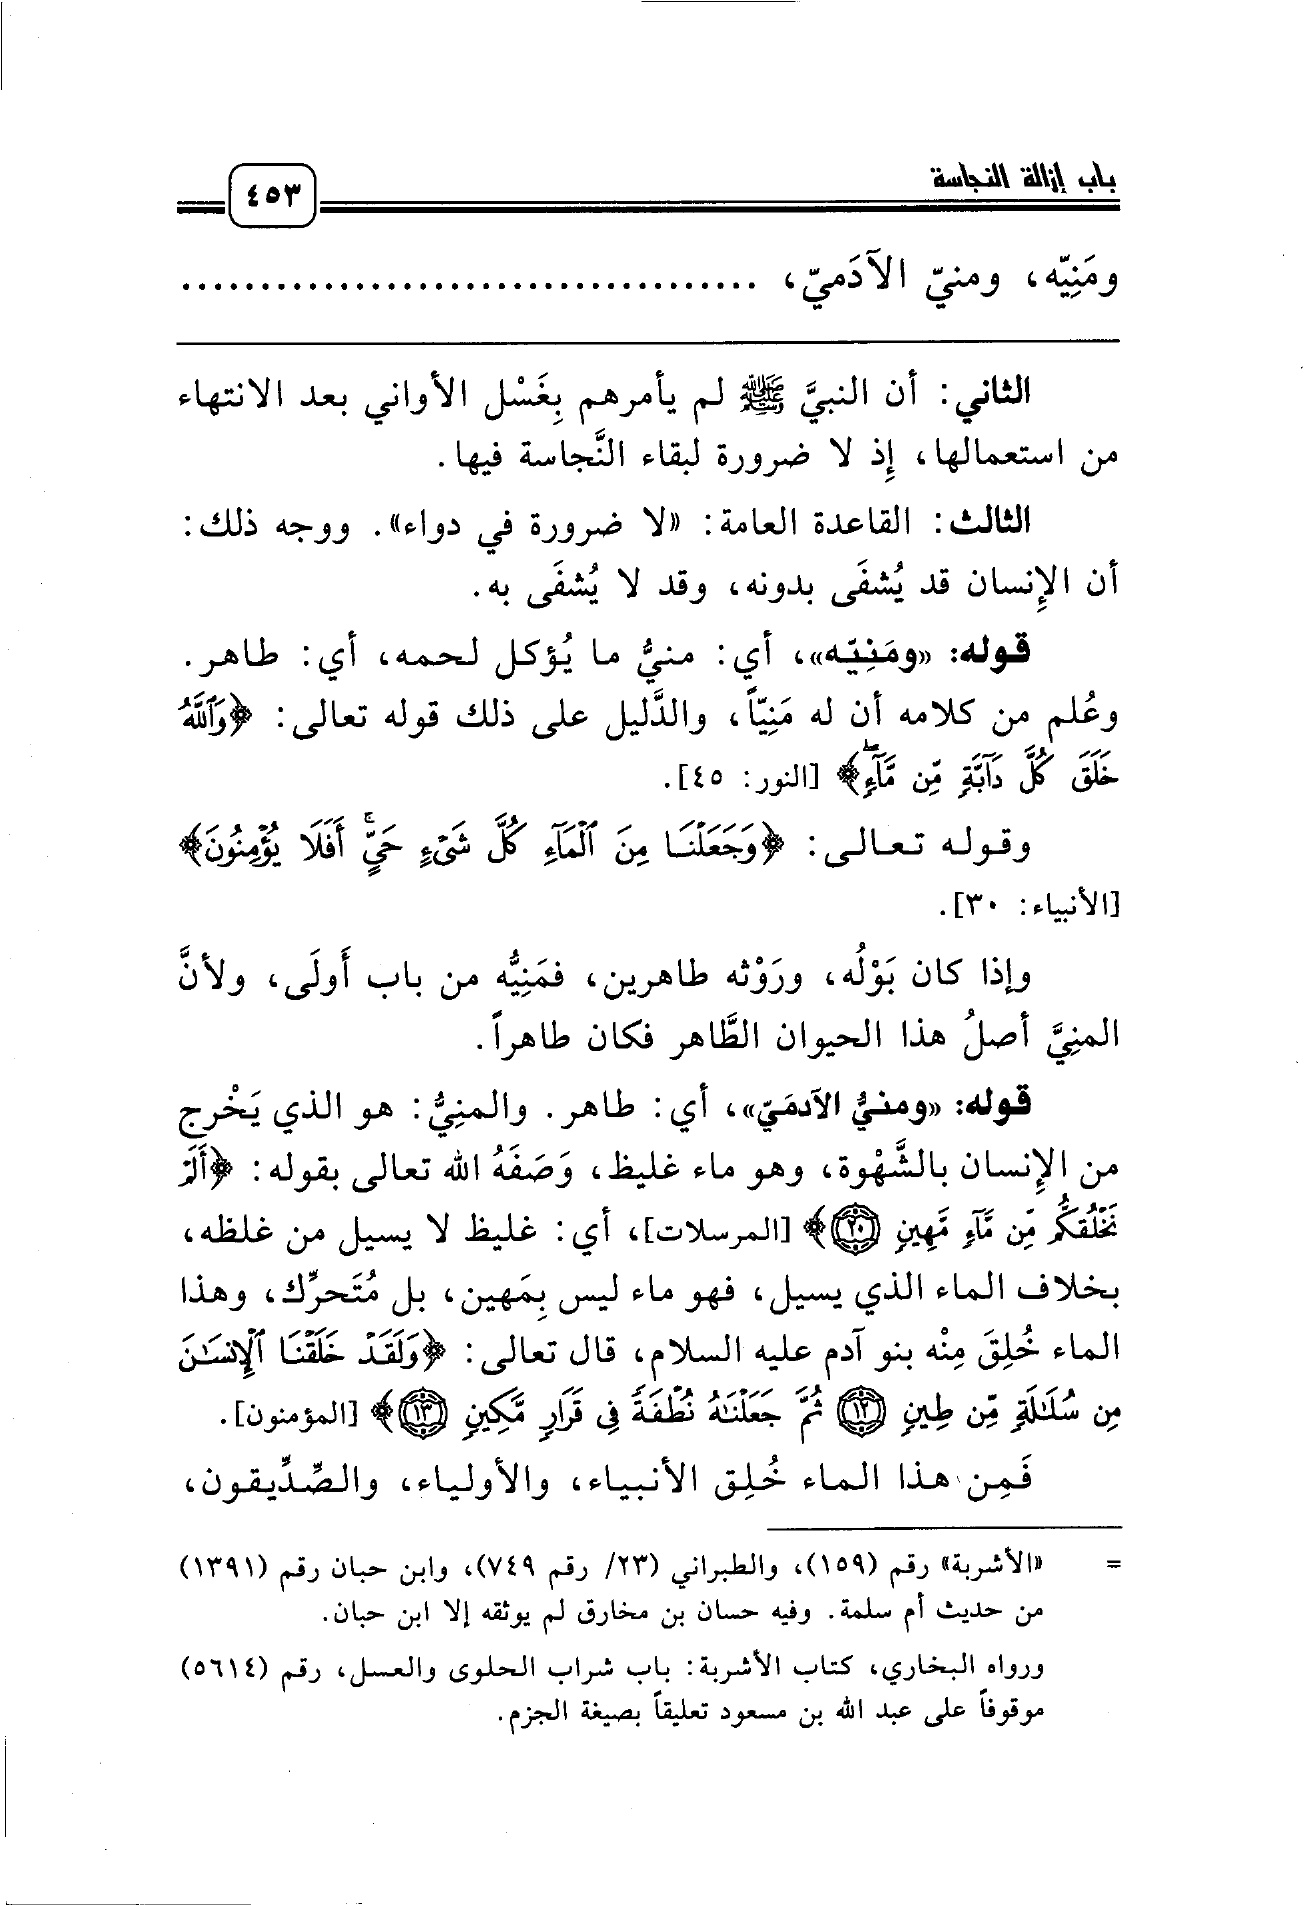 باب إزالة النجاسة
٤٥٣
ومَنِيّه، ومنيّ الآدَميّ، .....................................
الثاني: أن النبيَّ ﷺ لم يأمرهم بِغَسْل الأواني بعد الانتهاء
من استعمالها، إِذ لا ضرورة لبقاء النَّجاسة فيها.
الثالث: القاعدة العامة: «لا ضرورة في دواء». ووجه ذلك:
أن الإِنسان قد يُشفَى بدونه، وقد لا يُشفَى به.
قوله: «ومَنِيّه»، أي: منيُّ ما يُؤكل لحمه، أي: طاهر.
وعُلم من كلامه أن له مَنِيّاً، والدَّليل على ذلك قوله تعالى: ﴿وَٱللَّهُ
خَلَقَ كُلَّ دَآبَّةٍ مِّن مَّآءٍۖ﴾ [النور: ٤٥].
وقوله تعالى: ﴿وَجَعَلْنَا مِنَ ٱلْمَآءِ كُلَّ شَىْءٍ حَيٍّۚ أَفَلَا يُؤْمِنُونَ﴾
[الأنبياء: ٣٠].
وإذا كان بَوْلُه، ورَوْثه طاهرين، فمَنِيُّه من باب أَولَى، ولأنَّ
المنِيَّ أصلُ هذا الحيوان الطَّاهر فكان طاهراً.
قوله: «ومنيُّ الآدمَيّ»، أي: طاهر. والمنِيُّ: هو الذي يَخْرج
من الإِنسان بالشَّهْوة، وهو ماء غليظ، وَصَفَهُ الله تعالى بقوله: ﴿أَلَمْ
نَخْلُقكُّم مِّن مَّآءٍ مَّهِينٍ ۝٢٠﴾ [المرسلات]، أي: غليظ لا يسيل من غلظه،
بخلاف الماء الذي يسيل، فهو ماء ليس بِمَهين، بل مُتَحرِّك، وهذا
الماء خُلِقَ مِنْه بنو آدم عليه السلام، قال تعالى: ﴿وَلَقَدْ خَلَقْنَا ٱلْإِنسَٰنَ
مِن سُلَٰلَةٍ مِّن طِينٍ ۝١٢ ثُمَّ جَعَلْنَٰهُ نُطْفَةً فِى قَرَارٍ مَّكِينٍ ۝١٣﴾ [المؤمنون].
فَمِن هذا الماء خُلِق الأنبياء، والأولياء، والصِّدِّيقون،
= «الأشربة» رقم (١٥٩)، والطبراني (٢٣/ رقم ٧٤٩)، وابن حبان رقم (١٣٩١)
من حديث أم سلمة. وفيه حسان بن مخارق لم يوثقه إلا ابن حبان.
ورواه البخاري، كتاب الأشربة: باب شراب الحلوى والعسل، رقم (٥٦١٤)
موقوفاً على عبد الله بن مسعود تعليقاً بصيغة الجزم.